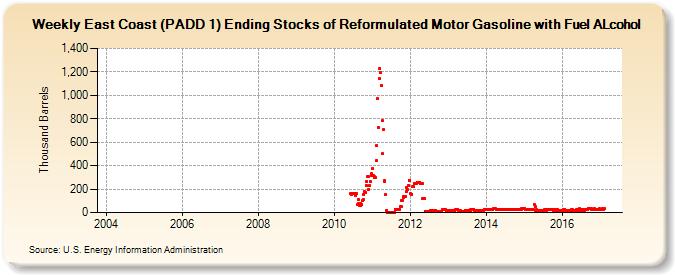 Weekly East Coast (PADD 1) Ending Stocks of Reformulated Motor Gasoline with Fuel ALcohol
Thousand Barrels
1,400
1,200
1,000
800
600
400
200
0
2004 2006 2008 2010 2012 2014 2016
Source: U.S. Energy Information Administration